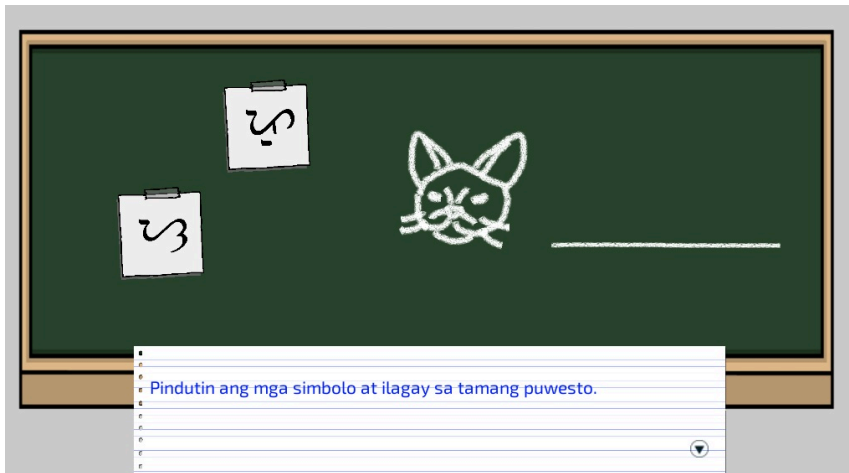 ᜉᜓ
ᜐ
Pindutin ang mga simbolo at ilagay sa tamang puwesto.